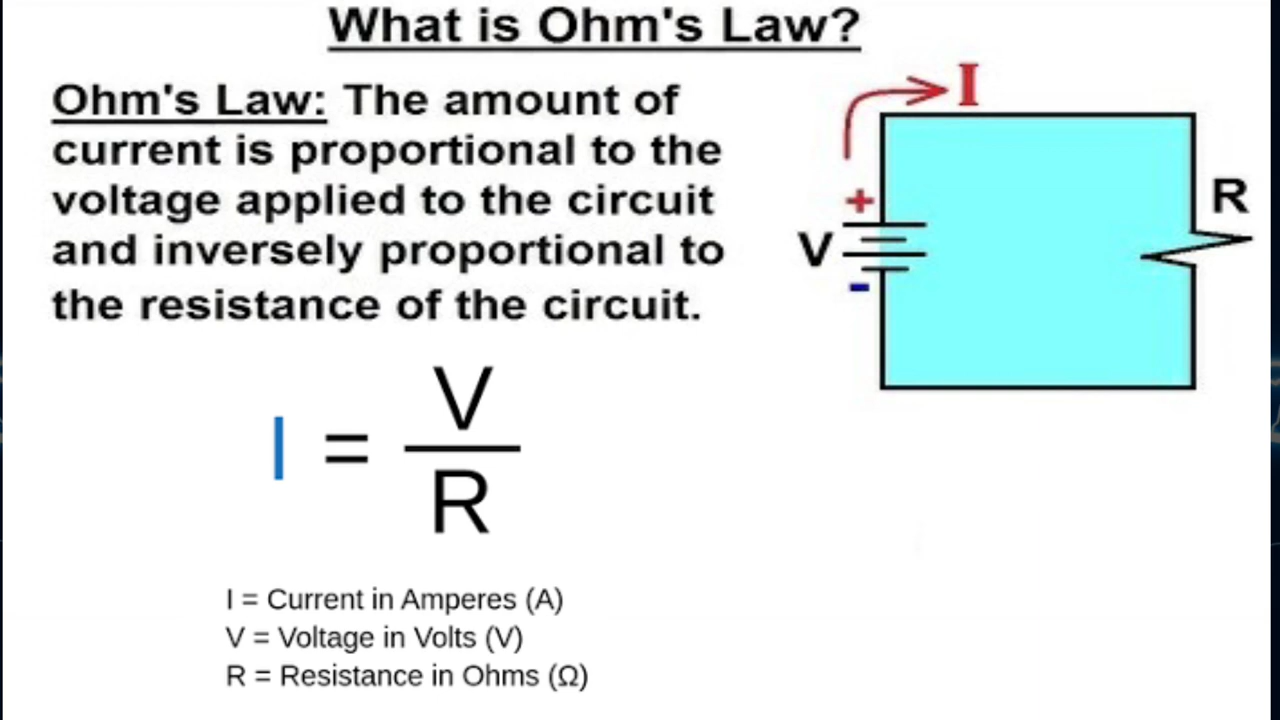 What is Ohm's Law?
Ohm's Law: The amount of
current is proportional to the
voltage applied to the circuit
and inversely proportional to
the resistance of the circuit.
I
+
V
-
R
I = V
R
I = Current in Amperes (A)
V = Voltage in Volts (V)
R = Resistance in Ohms (Ω)